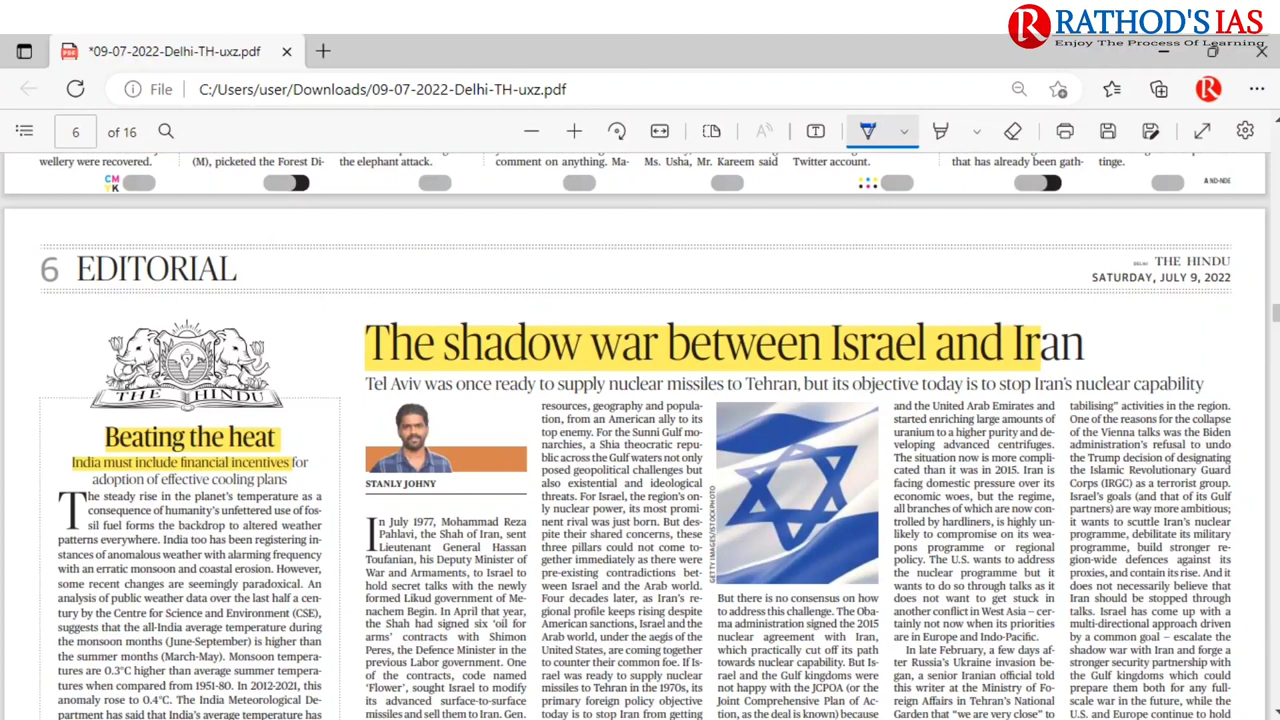 RATHOD'S IAS
Enjoy The Process Of Learning
*09-07-2022-Delhi-TH-uxz.pdf
File
C:/Users/user/Downloads/09-07-2022-Delhi-TH-uxz.pdf
6
of 16
wellery were recovered.
(M), picketed the Forest Di-
the elephant attack.
comment on anything. Ma-
Ms. Usha, Mr. Kareem said
Twitter account.
that has already been gath-
tinge.
CM
YK
A ND-NDE
6 EDITORIAL
DELHI THE HINDU
SATURDAY, JULY 9, 2022
THE HINDU
Beating the heat
India must include financial incentives for
adoption of effective cooling plans
The steady rise in the planet's temperature as a
consequence of humanity's unfettered use of fos-
sil fuel forms the backdrop to altered weather
patterns everywhere. India too has been registering in-
stances of anomalous weather with alarming frequency
with an erratic monsoon and coastal erosion. However,
some recent changes are seemingly paradoxical. An
analysis of public weather data over the last half a cen-
tury by the Centre for Science and Environment (CSE),
suggests that the all-India average temperature during
the monsoon months (June-September) is higher than
the summer months (March-May). Monsoon tempera-
tures are 0.3°C higher than average summer tempera-
tures when compared from 1951-80. In 2012-2021, this
anomaly rose to 0.4°C. The India Meteorological De-
partment has said that India's average temperature has
The shadow war between Israel and Iran
Tel Aviv was once ready to supply nuclear missiles to Tehran, but its objective today is to stop Iran's nuclear capability
STANLY JOHNY
In July 1977, Mohammad Reza
Pahlavi, the Shah of Iran, sent
Lieutenant General Hassan
Toufanian, his Deputy Minister of
War and Armaments, to Israel to
hold secret talks with the newly
formed Likud government of Me-
nachem Begin. In April that year,
the Shah had signed six 'oil for
arms' contracts with Shimon
Peres, the Defence Minister in the
previous Labor government. One
of the contracts, code named
'Flower', sought Israel to modify
its advanced surface-to-surface
missiles and sell them to Iran. Gen.
resources, geography and popula-
tion, from an American ally to its
top enemy. For the Sunni Gulf mo-
narchies, a Shia theocratic repu-
blic across the Gulf waters not only
posed geopolitical challenges but
also existential and ideological
threats. For Israel, the region's on-
ly nuclear power, its most promi-
nent rival was just born. But des-
pite their shared concerns, these
three pillars could not come to-
gether immediately as there were
pre-existing contradictions bet-
ween Israel and the Arab world.
Four decades later, as Iran's re-
gional profile keeps rising despite
American sanctions, Israel and the
Arab world, under the aegis of the
United States, are coming together
to counter their common foe. If Is-
rael was ready to supply nuclear
missiles to Tehran in the 1970s, its
primary foreign policy objective
today is to stop Iran from getting
GETTY IMAGES/ISTOCKPHOTO
But there is no consensus on how
to address this challenge. The Oba-
ma administration signed the 2015
nuclear agreement with Iran,
which practically cut off its path
towards nuclear capability. But Is-
rael and the Gulf kingdoms were
not happy with the JCPOA (or the
Joint Comprehensive Plan of Ac-
tion, as the deal is known) because
and the United Arab Emirates and
started enriching large amounts of
uranium to a higher purity and de-
veloping advanced centrifuges.
The situation now is more compli-
cated than it was in 2015. Iran is
facing domestic pressure over its
economic woes, but the regime,
all branches of which are now con-
trolled by hardliners, is highly un-
likely to compromise on its wea-
pons programme or regional
policy. The U.S. wants to address
the nuclear programme but it
wants to do so through talks as it
does not want to get stuck in
another conflict in West Asia – cer-
tainly not now when its priorities
are in Europe and Indo-Pacific.
In late February, a few days af-
ter Russia's Ukraine invasion be-
gan, a senior Iranian official told
this writer at the Ministry of Fo-
reign Affairs in Tehran's National
Garden that "we are very close" to
tabilising" activities in the region.
One of the reasons for the collapse
of the Vienna talks was the Biden
administration's refusal to undo
the Trump decision of designating
the Islamic Revolutionary Guard
Corps (IRGC) as a terrorist group.
Israel's goals (and that of its Gulf
partners) are way more ambitious;
it wants to scuttle Iran's nuclear
programme, debilitate its military
programme, build stronger re-
gion-wide defences against its
proxies, and contain its rise. And it
does not necessarily believe that
Iran should be stopped through
talks. Israel has come up with a
multi-directional approach driven
by a common goal – escalate the
shadow war with Iran and forge a
stronger security partnership with
the Gulf kingdoms which could
prepare them both for any full-
scale war in the future, while the
U.S. and Europe continue to hold